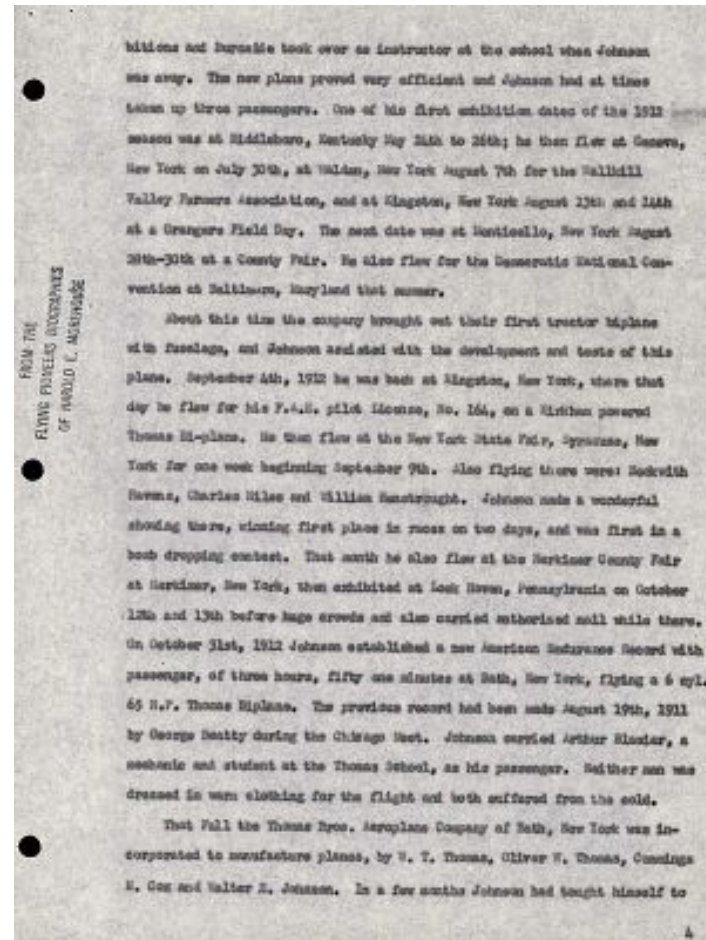 bitions and Burnside took over as instructor at the school when Johnson
was away. The new plane proved very efficient and Johnson had at times
taken up three passengers. One of his first exhibition dates of the 1912
season was at Middlesboro, Kentucky May 24th to 26th; he then flew at Geneva,
New York on July 30th, at Walden, New York August 7th for the Wallkill
Valley Farmers Association, and at Kingston, New York August 13th and 14th
at a Grangers Field Day. The next date was at Monticello, New York August
28th-30th at a County Fair. He also flew for the Democratic National Con-
vention at Baltimore, Maryland that summer.
About this time the company brought out their first tractor biplane
with fuselage, and Johnson assisted with the development and tests of this
plane. September 4th, 1912 he was back at Kingston, New York, where that
day he flew for his F.A.I. pilot license, No. 164, on a Kirkham powered
Thomas Bi-plane. He then flew at the New York State Fair, Syracuse, New
York for one week beginning September 9th. Also flying there were: Beckwith
Havens, Charles Niles and William
Johnson made a wonderful
showing there, winning first place in races on two days, and was first in a
bomb dropping contest. That month he also flew at the Herkimer County Fair
at Herkimer, New York, then exhibited at Lock Haven, Pennsylvania on October
12th and 13th before huge crowds and also carried authorized mail while there.
On October 31st, 1912 Johnson established a new American Endurance Record with
passenger, of three hours, fifty one minutes at Bath, New York, flying a 6 cyl.
65 H.P. Thomas Biplane. The previous record had been made August 19th, 1911
by George Beatty during the Chicago Meet. Johnson carried Arthur Blasiar, a
mechanic and student at the Thomas School, as his passenger. Neither man was
dressed in warm clothing for the flight and both suffered from the cold.
That Fall the Thomas Bros. Aeroplane Company of Bath, New York was in-
corporated to manufacture planes, by W. T. Thomas, Oliver W. Thomas,
Cox and Walter E. Johnson. In a few months Johnson had taught himself to
4
FROM THE
FLYING PIONEERS BIOGRAPHIES
OF HAROLD E. MOREHOUSE